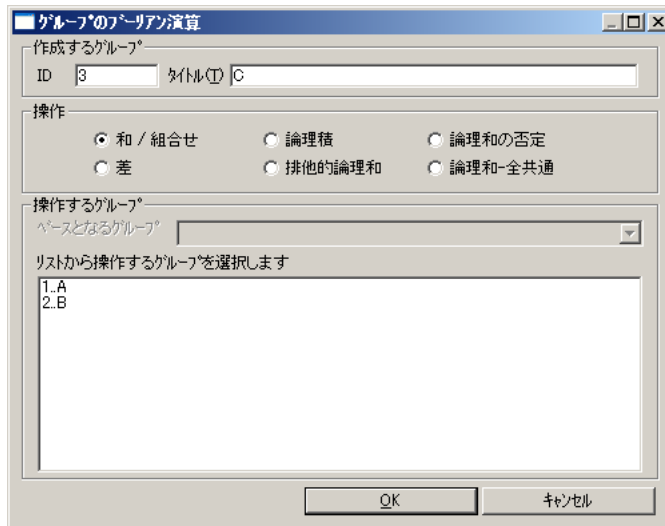 ｸﾞﾙｰﾌﾟのﾌﾞｰﾘｱﾝ演算
作成するｸﾞﾙｰﾌﾟ
ID 3 ﾀｲﾄﾙ(T) C
操作
和 / 組合せ 論理積 論理和の否定
差 排他的論理和 論理和-全共通
操作するｸﾞﾙｰﾌﾟ
ﾍﾞｰｽとなるｸﾞﾙｰﾌﾟ
ﾘｽﾄから操作するｸﾞﾙｰﾌﾟを選択します
1..A
2..B
OK ｷｬﾝｾﾙ